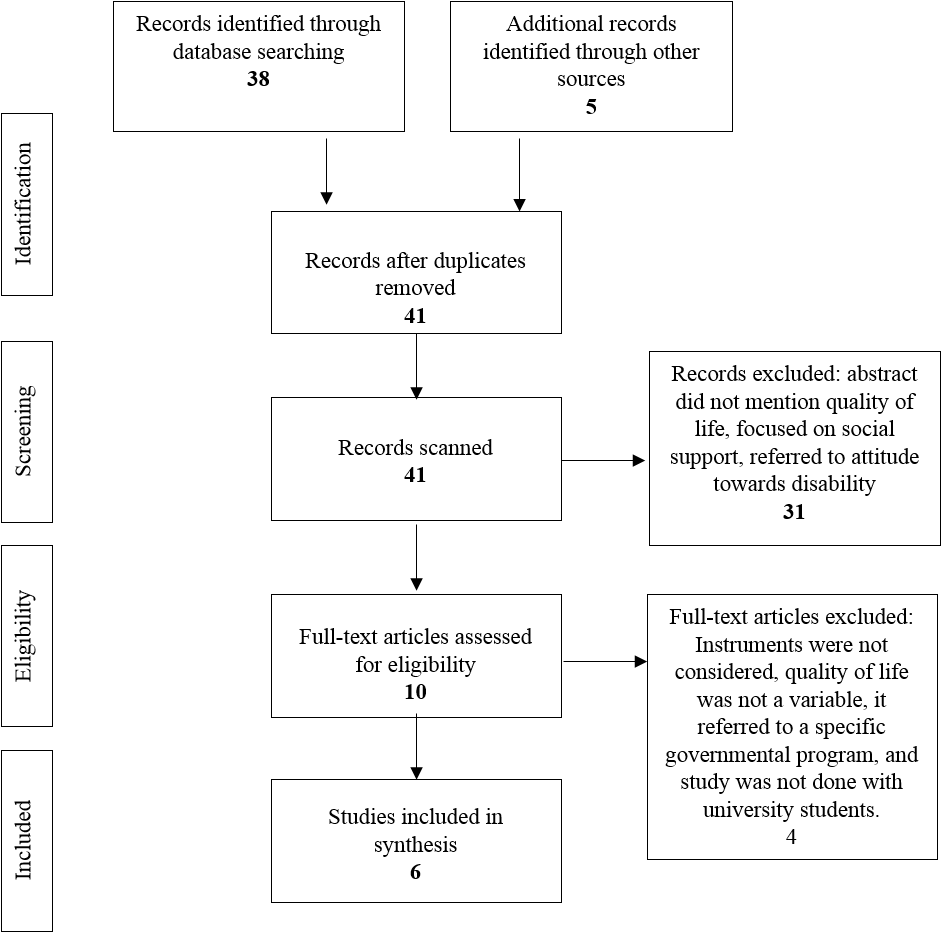 Records identified through
database searching
38
Additional records
identified through other
sources
5
Identification
Records after duplicates
removed
41
Screening
Records scanned
41
Records excluded: abstract
did not mention quality of
life, focused on social
support, referred to attitude
towards disability
31
Eligibility
Full-text articles assessed
for eligibility
10
Full-text articles excluded:
Instruments were not
considered, quality of life
was not a variable, it
referred to a specific
governmental program, and
study was not done with
university students.
4
Included
Studies included in
synthesis
6